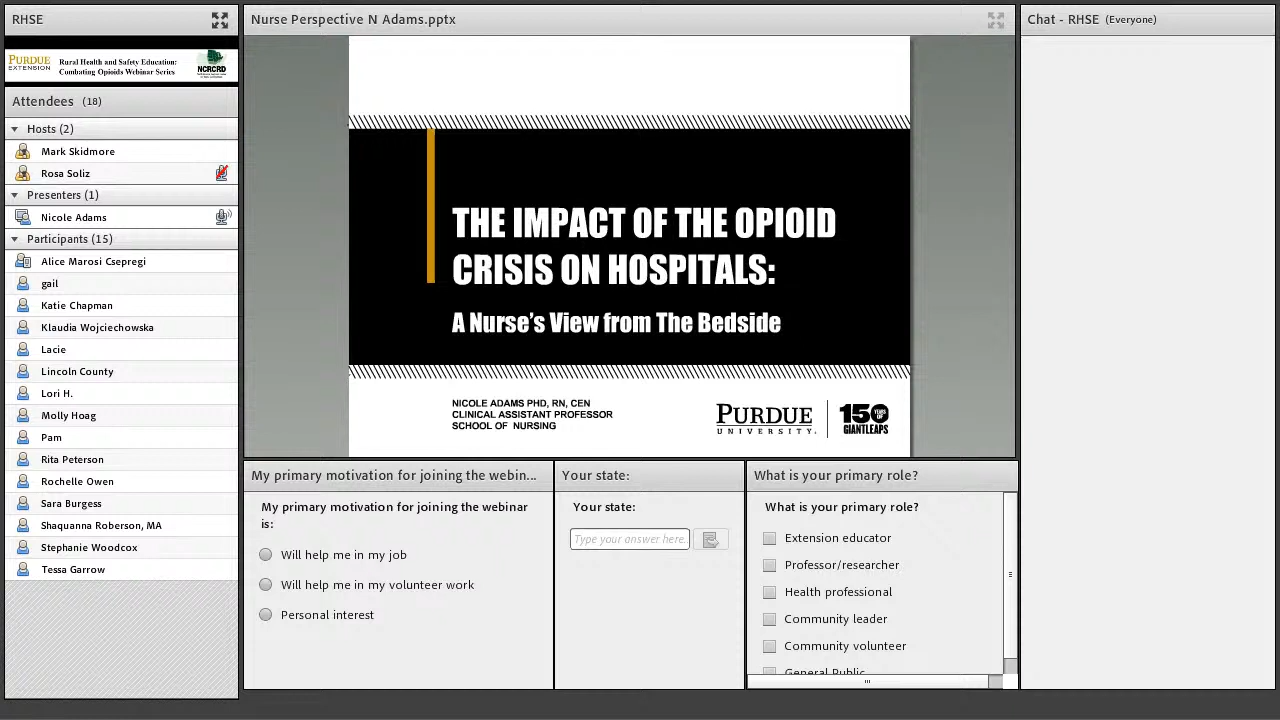 RHSE
PURDUE
EXTENSION
Rural Health and Safety Education:
Combating Opioids Webinar Series
NCRCRD
Attendees (18)
Hosts (2)
Mark Skidmore
Rosa Soliz
Presenters (1)
Nicole Adams
Participants (15)
Alice Marosi Csepregi
gail
Katie Chapman
Klaudia Wojciechowska
Lacie
Lincoln County
Lori H.
Molly Hoag
Pam
Rita Peterson
Rochelle Owen
Sara Burgess
Shaquanna Roberson, MA
Stephanie Woodcox
Tessa Garrow
Nurse Perspective N Adams.pptx
THE IMPACT OF THE OPIOID
CRISIS ON HOSPITALS:
A Nurse's View from The Bedside
NICOLE ADAMS PHD, RN, CEN
CLINICAL ASSISTANT PROFESSOR
SCHOOL OF NURSING
PURDUE
UNIVERSITY.
150 YEARS OF
GIANT LEAPS
My primary motivation for joining the webin...
My primary motivation for joining the webinar
is:
Will help me in my job
Will help me in my volunteer work
Personal interest
Your state:
Your state:
Type your answer here.
What is your primary role?
What is your primary role?
Extension educator
Professor/researcher
Health professional
Community leader
Community volunteer
General Public
Chat - RHSE (Everyone)